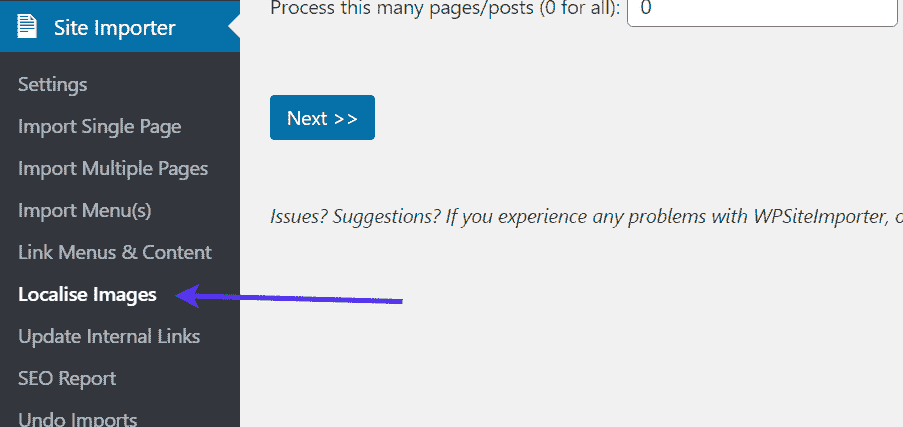 Site Importer
Settings
Import Single Page
Import Multiple Pages
Import Menu(s)
Link Menus & Content
Localise Images
Update Internal Links
SEO Report
Undo Imports
Process this many pages/posts (0 for all): 0
Next >>
Issues? Suggestions? If you experience any problems with WPSiteImporter,